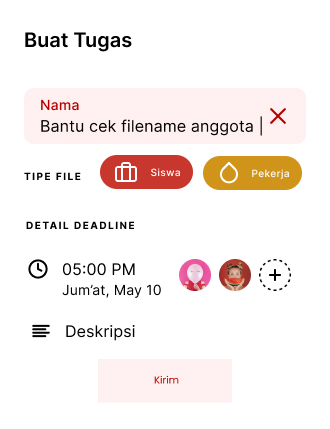 Buat Tugas
Nama
Bantu cek filename anggota
TIPE FILE
Siswa
Pekerja
DETAIL DEADLINE
05:00 PM
Jum'at, May 10
Deskripsi
Kirim